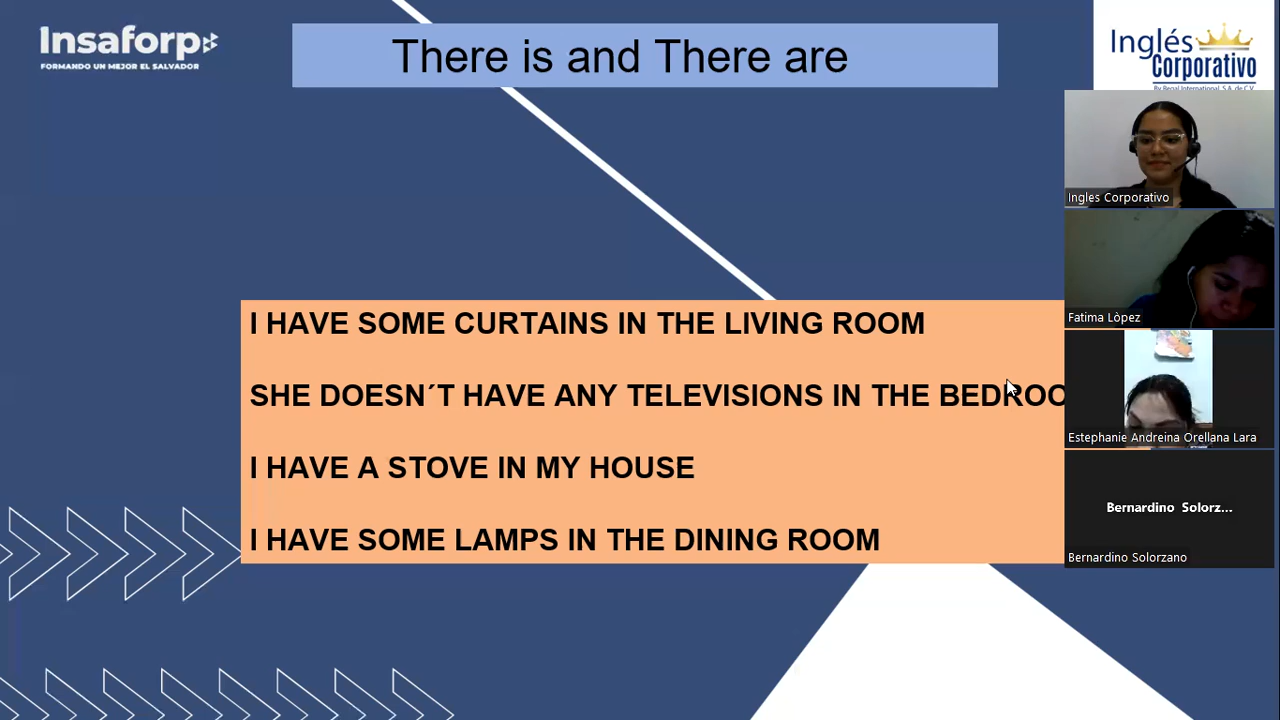 Insaforp
FORMANDO UN MEJOR EL SALVADOR
There is and There are
Inglés
Corporativo
Ingles Corporativo
Fatima Lòpez
I HAVE SOME CURTAINS IN THE LIVING ROOM
SHE DOESN´T HAVE ANY TELEVISIONS IN THE BEDROO
I HAVE A STOVE IN MY HOUSE
I HAVE SOME LAMPS IN THE DINING ROOM
Estephanie Andreina Orellana Lara
Bernardino Solorz...
Bernardino Solorzano